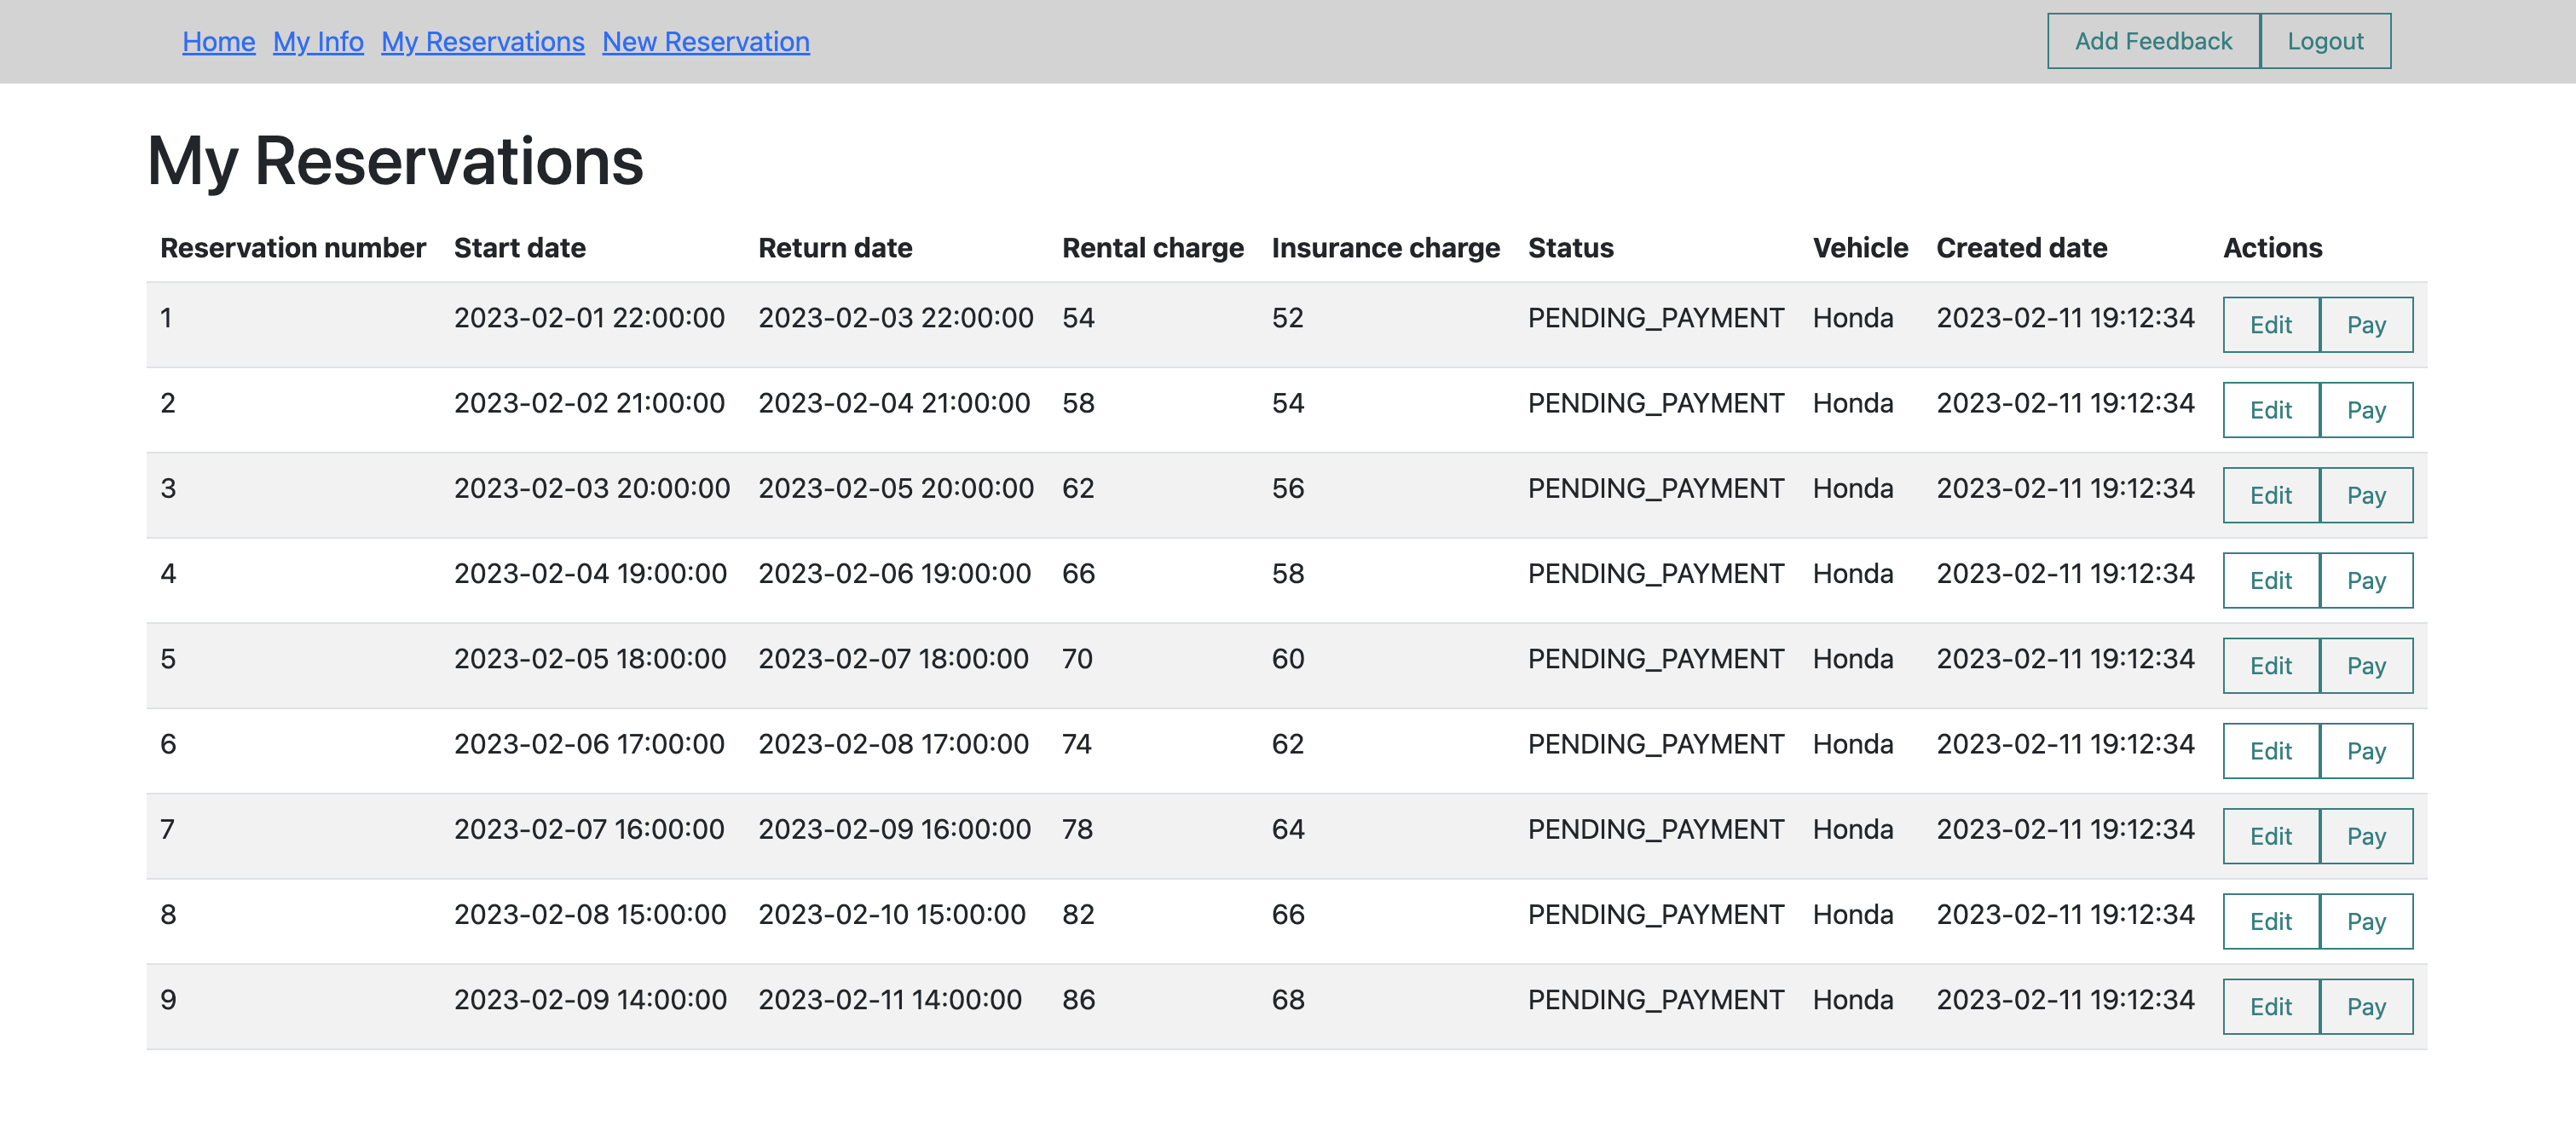 Home My Info My Reservations New Reservation Add Feedback Logout
My Reservations
Reservation number Start date Return date Rental charge Insurance charge Status Vehicle Created date Actions
1 2023-02-01 22:00:00 2023-02-03 22:00:00 54 52 PENDING_PAYMENT Honda 2023-02-11 19:12:34 Edit Pay
2 2023-02-02 21:00:00 2023-02-04 21:00:00 58 54 PENDING_PAYMENT Honda 2023-02-11 19:12:34 Edit Pay
3 2023-02-03 20:00:00 2023-02-05 20:00:00 62 56 PENDING_PAYMENT Honda 2023-02-11 19:12:34 Edit Pay
4 2023-02-04 19:00:00 2023-02-06 19:00:00 66 58 PENDING_PAYMENT Honda 2023-02-11 19:12:34 Edit Pay
5 2023-02-05 18:00:00 2023-02-07 18:00:00 70 60 PENDING_PAYMENT Honda 2023-02-11 19:12:34 Edit Pay
6 2023-02-06 17:00:00 2023-02-08 17:00:00 74 62 PENDING_PAYMENT Honda 2023-02-11 19:12:34 Edit Pay
7 2023-02-07 16:00:00 2023-02-09 16:00:00 78 64 PENDING_PAYMENT Honda 2023-02-11 19:12:34 Edit Pay
8 2023-02-08 15:00:00 2023-02-10 15:00:00 82 66 PENDING_PAYMENT Honda 2023-02-11 19:12:34 Edit Pay
9 2023-02-09 14:00:00 2023-02-11 14:00:00 86 68 PENDING_PAYMENT Honda 2023-02-11 19:12:34 Edit Pay